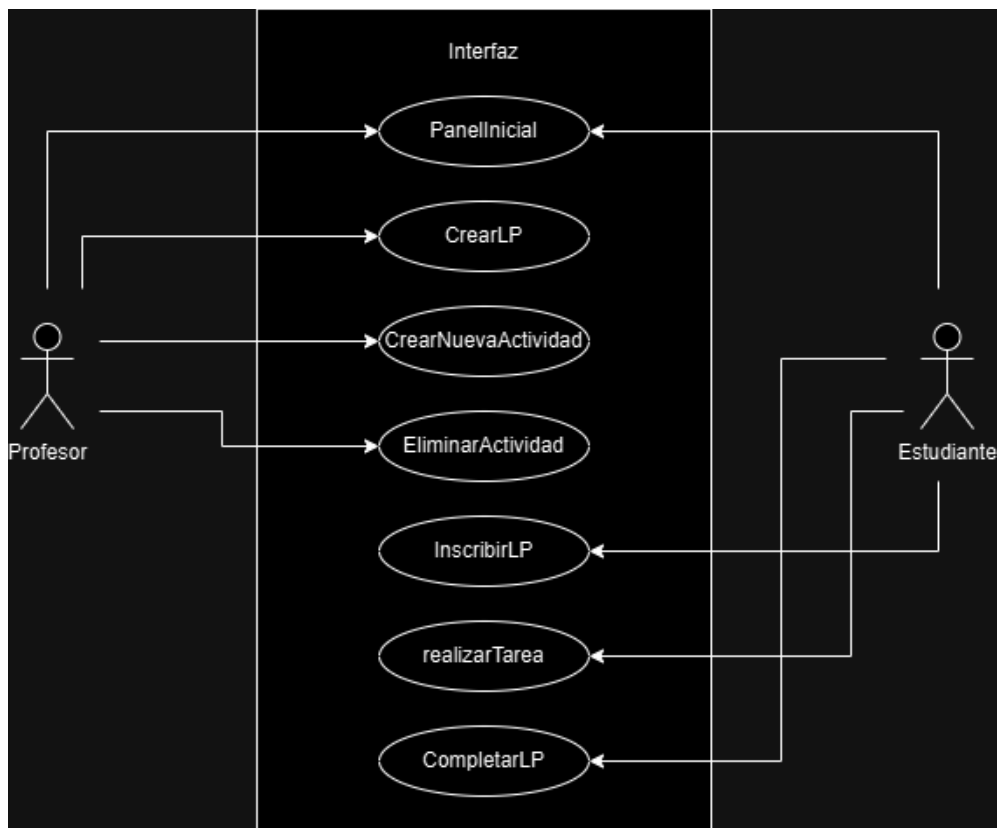 Interfaz
PanelInicial
CrearLP
CrearNuevaActividad
Profesor
EliminarActividad
Estudiante
InscribirLP
realizarTarea
CompletarLP